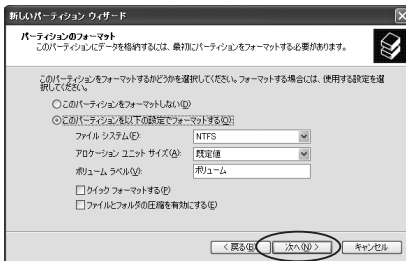 新しいパーティション ウィザード
パーティションのフォーマット
このパーティションにデータを格納するには、最初にパーティションをフォーマットする必要があります。
このパーティションをフォーマットするかどうかを選択してください。フォーマットする場合には、使用する設定を選
択してください。
このパーティションをフォーマットしない(D)
このパーティションを以下の設定でフォーマットする(O):
ファイル システム(F): NTFS
アロケーション ユニット サイズ(A): 既定値
ボリューム ラベル(V): ボリューム
クイック フォーマットする(P)
ファイルとフォルダの圧縮を有効にする(E)
< 戻る(B) 次へ(N) > キャンセル